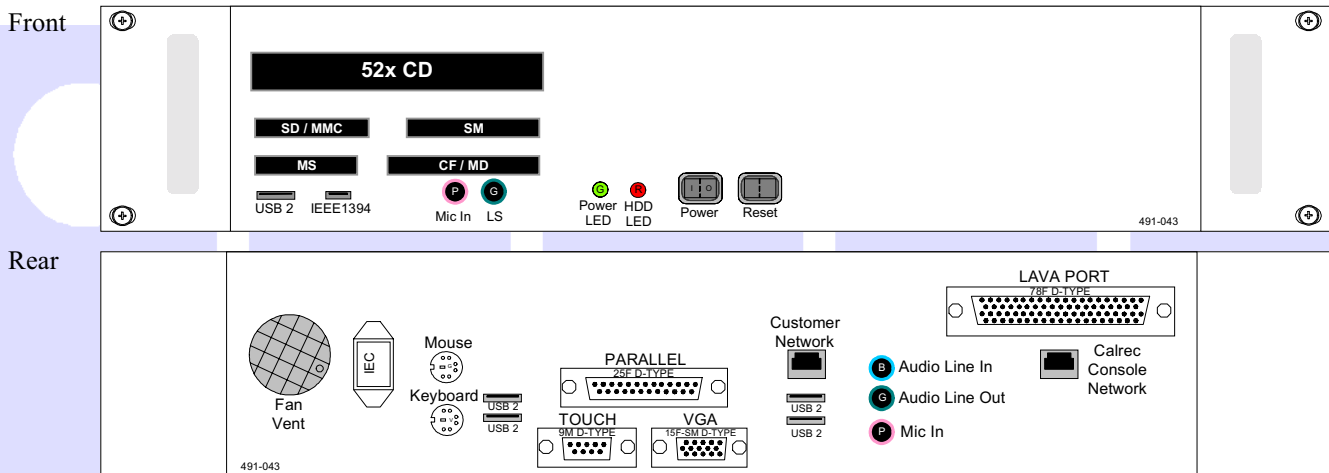 Front
52x CD
SD / MMC
SM
MS
CF / MD
P
G
G
R
I O
USB 2
IEEE1394
Mic In
LS
Power
LED
HDD
LED
Power
Reset
491-043
Rear
LAVA PORT
78F D-TYPE
IEC
Fan
Vent
Mouse
Keyboard
USB 2
USB 2
PARALLEL
25F D-TYPE
TOUCH
9M D-TYPE
VGA
15F-SM D-TYPE
Customer
Network
USB 2
USB 2
B
Audio Line In
G
Audio Line Out
P
Mic In
Calrec
Console
Network
491-043